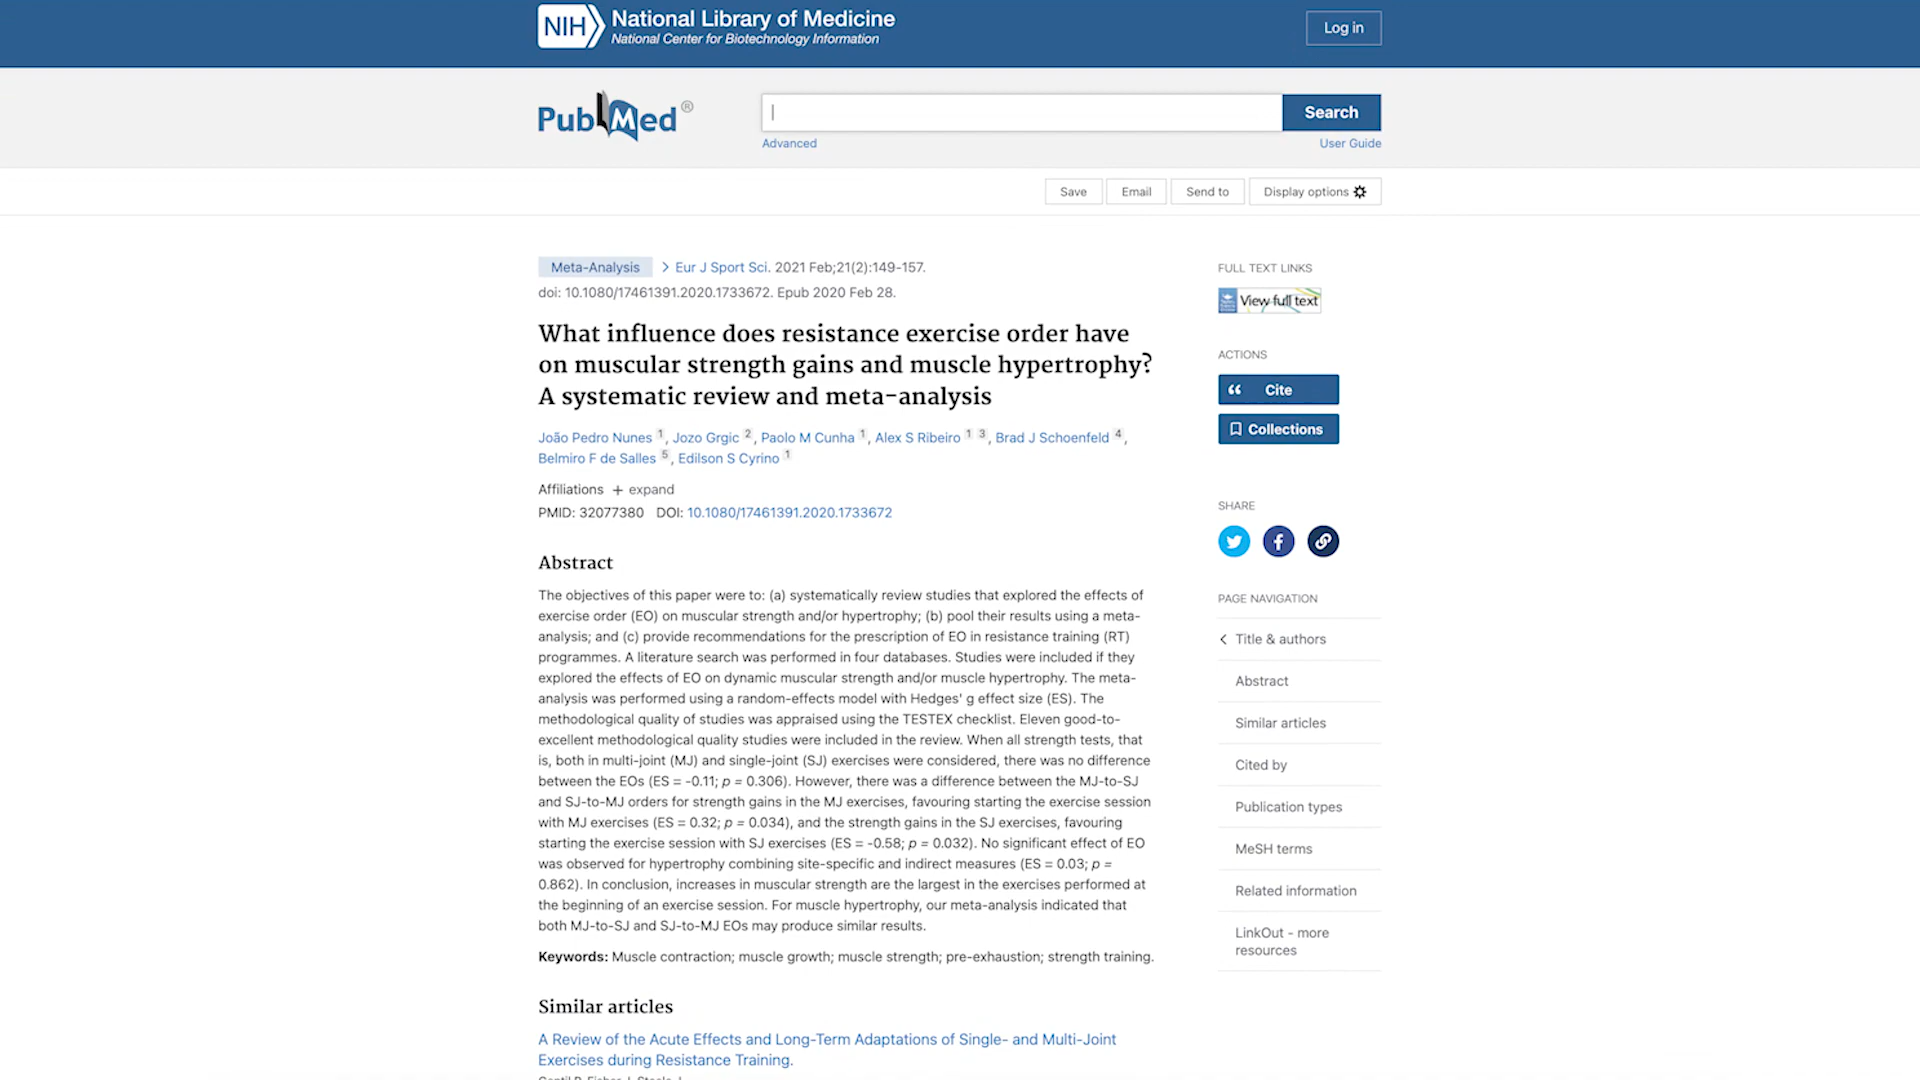 NIH National Library of Medicine
National Center for Biotechnology Information
Log in
PubMed®
Search
Advanced
User Guide
Save
Email
Send to
Display options
Meta-Analysis > Eur J Sport Sci. 2021 Feb;21(2):149-157.
doi: 10.1080/17461391.2020.1733672. Epub 2020 Feb 28.
What influence does resistance exercise order have
on muscular strength gains and muscle hypertrophy?
A systematic review and meta-analysis
João Pedro Nunes 1, Jozo Grgic 2, Paolo M Cunha 1, Alex S Ribeiro 1 3, Brad J Schoenfeld 4,
Belmiro F de Salles 5, Edilson S Cyrino 1
Affiliations + expand
PMID: 32077380 DOI: 10.1080/17461391.2020.1733672
Abstract
The objectives of this paper were to: (a) systematically review studies that explored the effects of
exercise order (EO) on muscular strength and/or hypertrophy; (b) pool their results using a meta-
analysis; and (c) provide recommendations for the prescription of EO in resistance training (RT)
programmes. A literature search was performed in four databases. Studies were included if they
explored the effects of EO on dynamic muscular strength and/or muscle hypertrophy. The meta-
analysis was performed using a random-effects model with Hedges' g effect size (ES). The
methodological quality of studies was appraised using the TESTEX checklist. Eleven good-to-
excellent methodological quality studies were included in the review. When all strength tests, that
is, both in multi-joint (MJ) and single-joint (SJ) exercises were considered, there was no difference
between the EOs (ES = -0.11; p = 0.306). However, there was a difference between the MJ-to-SJ
and SJ-to-MJ orders for strength gains in the MJ exercises, favouring starting the exercise session
with MJ exercises (ES = 0.32; p = 0.034), and the strength gains in the SJ exercises, favouring
starting the exercise session with SJ exercises (ES = -0.58; p = 0.032). No significant effect of EO
was observed for hypertrophy combining site-specific and indirect measures (ES = 0.03; p =
0.862). In conclusion, increases in muscular strength are the largest in the exercises performed at
the beginning of an exercise session. For muscle hypertrophy, our meta-analysis indicated that
both MJ-to-SJ and SJ-to-MJ EOs may produce similar results.
Keywords: Muscle contraction; muscle growth; muscle strength; pre-exhaustion; strength training.
Similar articles
A Review of the Acute Effects and Long-Term Adaptations of Single- and Multi-Joint
Exercises during Resistance Training.
FULL TEXT LINKS
View full text
ACTIONS
Cite
Collections
SHARE
PAGE NAVIGATION
Title & authors
Abstract
Similar articles
Cited by
Publication types
MeSH terms
Related information
LinkOut - more
resources